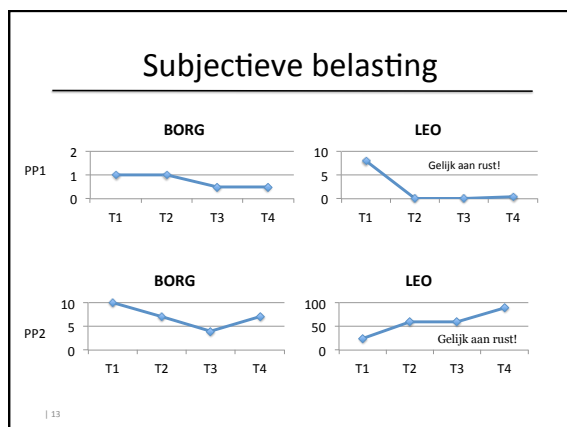 Subjectieve belasting
BORG
LEO
PP1
2
1
0
T1 T2 T3 T4
10
5
0
T1 T2 T3 T4
Gelijk aan rust!
BORG
LEO
PP2
10
5
0
T1 T2 T3 T4
100
50
0
T1 T2 T3 T4
Gelijk aan rust!
| 13